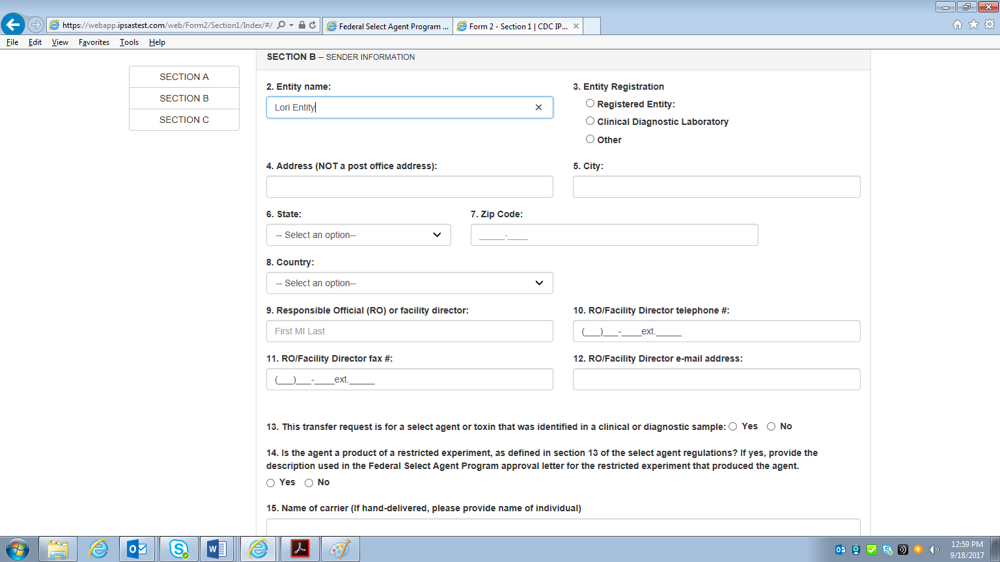 https://webapp.ipsastest.com/web/Form2/Section1/Index/#/
Federal Select Agent Program ...
Form 2 - Section 1 | CDC IP...
File Edit View Favorites Tools Help
SECTION A
SECTION B
SECTION C
SECTION B – SENDER INFORMATION
2. Entity name:
Lori Entity
3. Entity Registration
Registered Entity:
Clinical Diagnostic Laboratory
Other
4. Address (NOT a post office address):
5. City:
6. State:
-- Select an option--
7. Zip Code:
_____-____
8. Country:
-- Select an option--
9. Responsible Official (RO) or facility director:
First MI Last
10. RO/Facility Director telephone #:
(___)___-____ext._____
11. RO/Facility Director fax #:
(___)___-____ext._____
12. RO/Facility Director e-mail address:
13. This transfer request is for a select agent or toxin that was identified in a clinical or diagnostic sample: Yes No
14. Is the agent a product of a restricted experiment, as defined in section 13 of the select agent regulations? If yes, provide the
description used in the Federal Select Agent Program approval letter for the restricted experiment that produced the agent.
Yes No
15. Name of carrier (If hand-delivered, please provide name of individual)
12:59 PM
9/18/2017